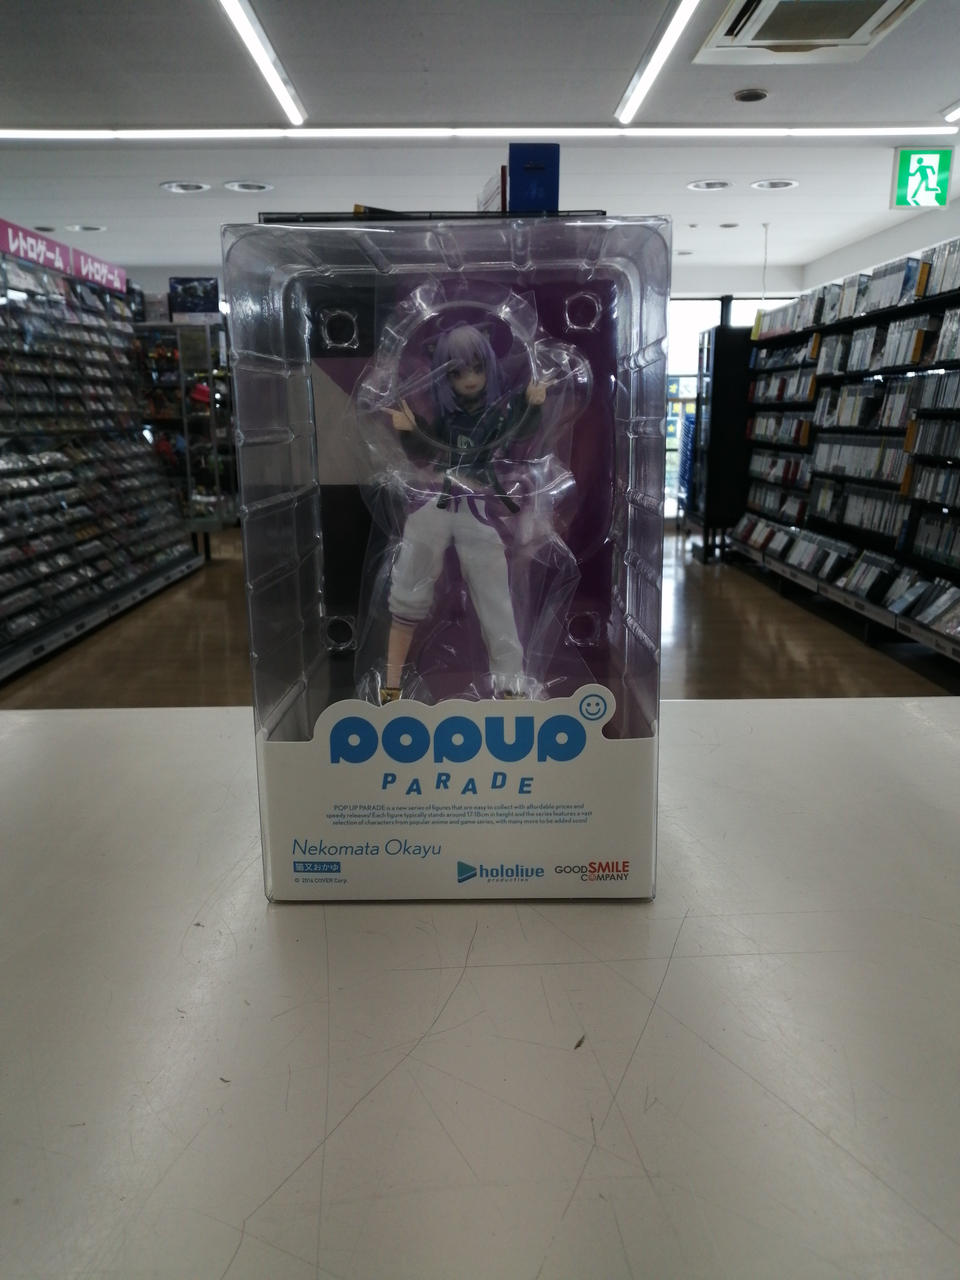 レトロゲーム
レトロゲーム
POPUP
PARADE
POP UP PARADE is a new series of figures that are easy to collect with affordable prices and
speedy releases! Each figure typically stands around 17-18cm in height and the series features a vast
selection of characters from popular anime and game series, with many more to be added soon!
Nekomata Okayu
猫又おかゆ
© 2016 COVER Corp.
hololive
production
GOOD SMILE
COMPANY